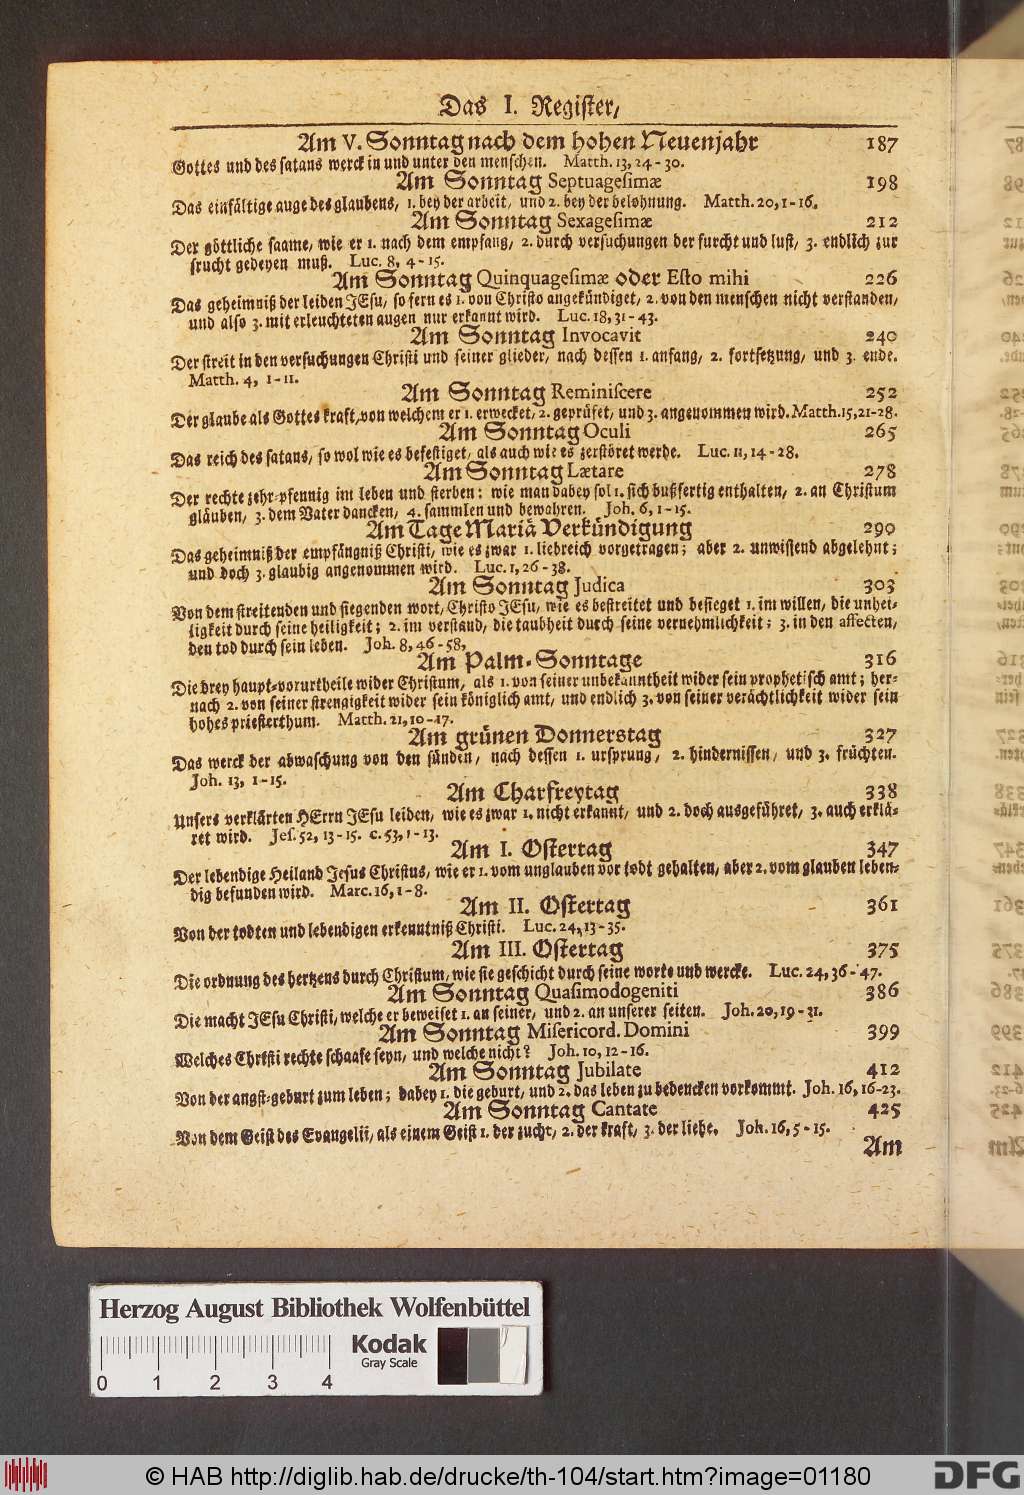 Das I. Register,
Am V. Sonntag nach dem hohen Neuenjahr 187
Gottes und des satans werck in und unter den menschen. Matth. 13, 24-30.
Am Sonntag Septuagesimæ 198
Das einfältige auge des glaubens, 1. bey der arbeit, und 2. bey der belohnung. Matth. 20, 1-16.
Am Sonntag Sexagesimæ 212
Der göttliche saame, wie er 1. nach dem empfang, 2. durch versuchungen der furcht und lust, 3. endlich zur
frucht gedeyen muß. Luc. 8, 4-15.
Am Sonntag Quinquagesimæ oder Esto mihi 226
Das geheimniß der leiden JEsu, so fern es 1. von Christo angekündiget, 2. von den menschen nicht verstanden,
und also 3. mit erleuchteten augen nur erkannt wird. Luc. 18, 31-43.
Am Sonntag Invocavit 240
Der streit in den versuchungen Christi und seiner glieder, nach dessen 1. anfang, 2. fortsetzung, und 3. ende.
Matth. 4, 1-11.
Am Sonntag Reminiscere 252
Der glaube als Gottes kraft, von welchem er 1. erwecket, 2. geprüfet, und 3. angenommen wird. Matth. 15, 21-28.
Am Sonntag Oculi 265
Das reich des satans, so wol wie es befestiget, als auch wie es zerstöret werde. Luc. 11, 14-28.
Am Sonntag Lætare 278
Der rechte zehr-pfennig im leben und sterben: wie man dabey sol 1. sich bußfertig enthalten, 2. an Christum
gläuben, 3. dem Vater dancken, 4. sammlen und bewahren. Joh. 6, 1-15.
Am Tage Mariä Verkündigung 290
Das geheimniß der empfängniß Christi, wie es zwar 1. liebreich vorgetragen; aber 2. unwissend abgelehnt;
und doch 3. glaubig angenommen wird. Luc. 1, 26-38.
Am Sonntag Judica 303
Von dem streitenden und siegenden wort, Christo JEsu, wie es bestreitet und besieget 1. im willen, die unhei-
ligkeit durch seine heiligkeit; 2. im verstand, die taubheit durch seine vernehmlichkeit; 3. in den affecten,
den tod durch sein leben. Joh. 8, 46-58,
Am Palm-Sonntage 316
Die drey haupt-vorurtheile wider Christum, als 1. von seiner unbekanntheit wider sein prophetisch amt; her-
nach 2. von seiner strengigkeit wider sein königlich amt, und endlich 3. von seiner verächtlichkeit wider sein
hohes priesterthum. Matth. 21, 10-17.
Am grünen Donnerstag 327
Das werck der abwaschung von den sünden, nach dessen 1. ursprung, 2. hindernissen, und 3. früchten.
Joh. 13, 1-15.
Am Charfreytag 338
Unsers verklärten HErrn JEsu leiden, wie es zwar 1. nicht erkannt, und 2. doch ausgeführet, 3. auch erklä-
ret wird. Jes. 52, 13-15. c. 53, 1-13.
Am I. Ostertag 347
Der lebendige Heiland Jesus Christus, wie er 1. vom unglauben vor todt gehalten, aber 2. vom glauben leben-
dig befunden wird. Marc. 16, 1-8.
Am II. Ostertag 361
Von der todten und lebendigen erkenntniß Christi. Luc. 24, 13-35.
Am III. Ostertag 375
Die ordnung des hertzens durch Christum, wie sie geschicht durch seine worte und wercke. Luc. 24, 36-47.
Am Sonntag Quasimodogeniti 386
Die macht JEsu Christi, welche er beweiset 1. an seiner, und 2. an unserer seiten. Joh. 20, 19-31.
Am Sonntag Misericord. Domini 399
Welches Christi rechte schaafe seyn, und welche nicht? Joh. 10, 12-16.
Am Sonntag Jubilate 412
Von der angst-geburt zum leben; dabey 1. die geburt, und 2. das leben zu bedencken vorkommt. Joh. 16, 16-23.
Am Sonntag Cantate 425
Von dem Geist des Evangelii, als einem Geist 1. der zucht, 2. der kraft, 3. der liebe. Joh. 16, 5-15.
Am
Herzog August Bibliothek Wolfenbüttel
Kodak
Gray Scale
0 1 2 3 4
© HAB http://diglib.hab.de/drucke/th-104/start.htm?image=01180
DFG